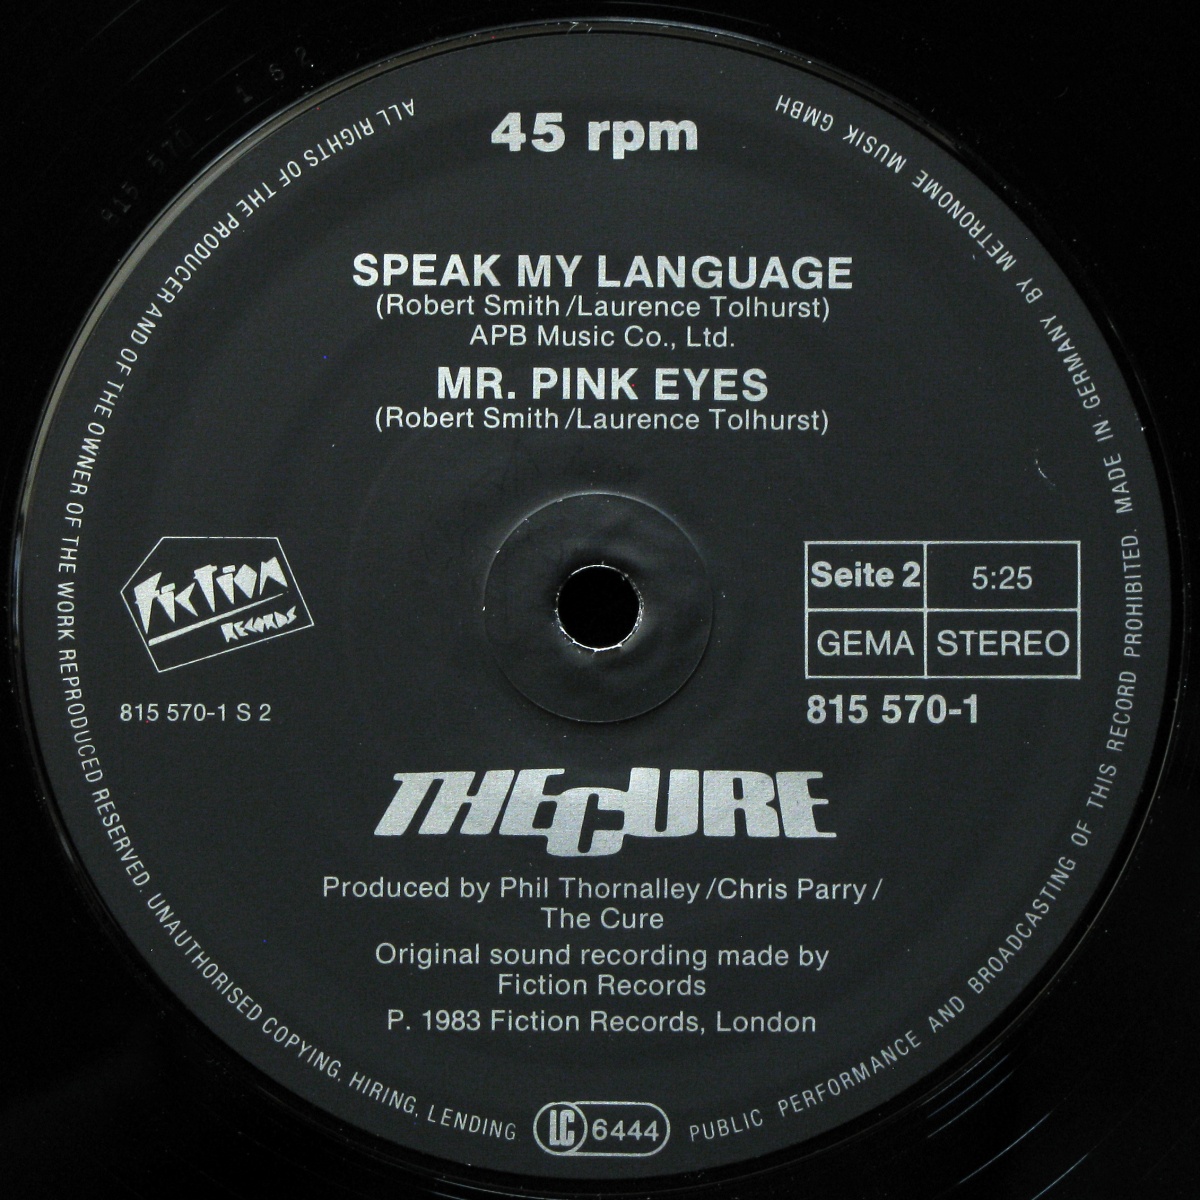 45 rpm
SPEAK MY LANGUAGE
(Robert Smith/Laurence Tolhurst)
APB Music Co., Ltd.
MR. PINK EYES
(Robert Smith/Laurence Tolhurst)
Fiction
RECORDS
815 570-1 S 2
Seite 2 5:25
GEMA STEREO
815 570-1
THE CURE
Produced by Phil Thornalley/Chris Parry/
The Cure
Original sound recording made by
Fiction Records
P. 1983 Fiction Records, London
ALL RIGHTS OF THE PRODUCER AND OF THE OWNER OF THE WORK REPRODUCED RESERVED. UNAUTHORISED COPYING, HIRING, LENDING
LC 6444
PUBLIC PERFORMANCE AND BROADCASTING OF THIS RECORD PROHIBITED. MADE IN GERMANY BY METRONOME MUSIK GMBH